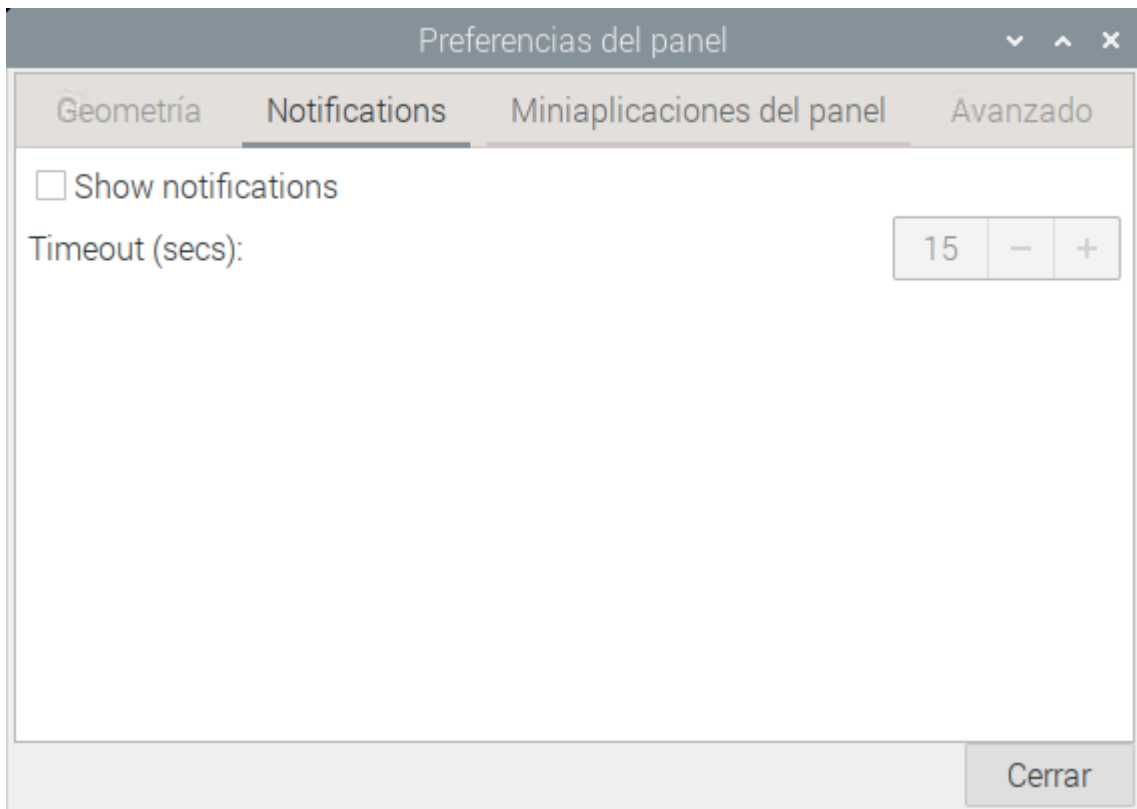 Preferencias del panel
Geometría Notifications Miniaplicaciones del panel Avanzado
Show notifications
Timeout (secs): 15 − +
Cerrar